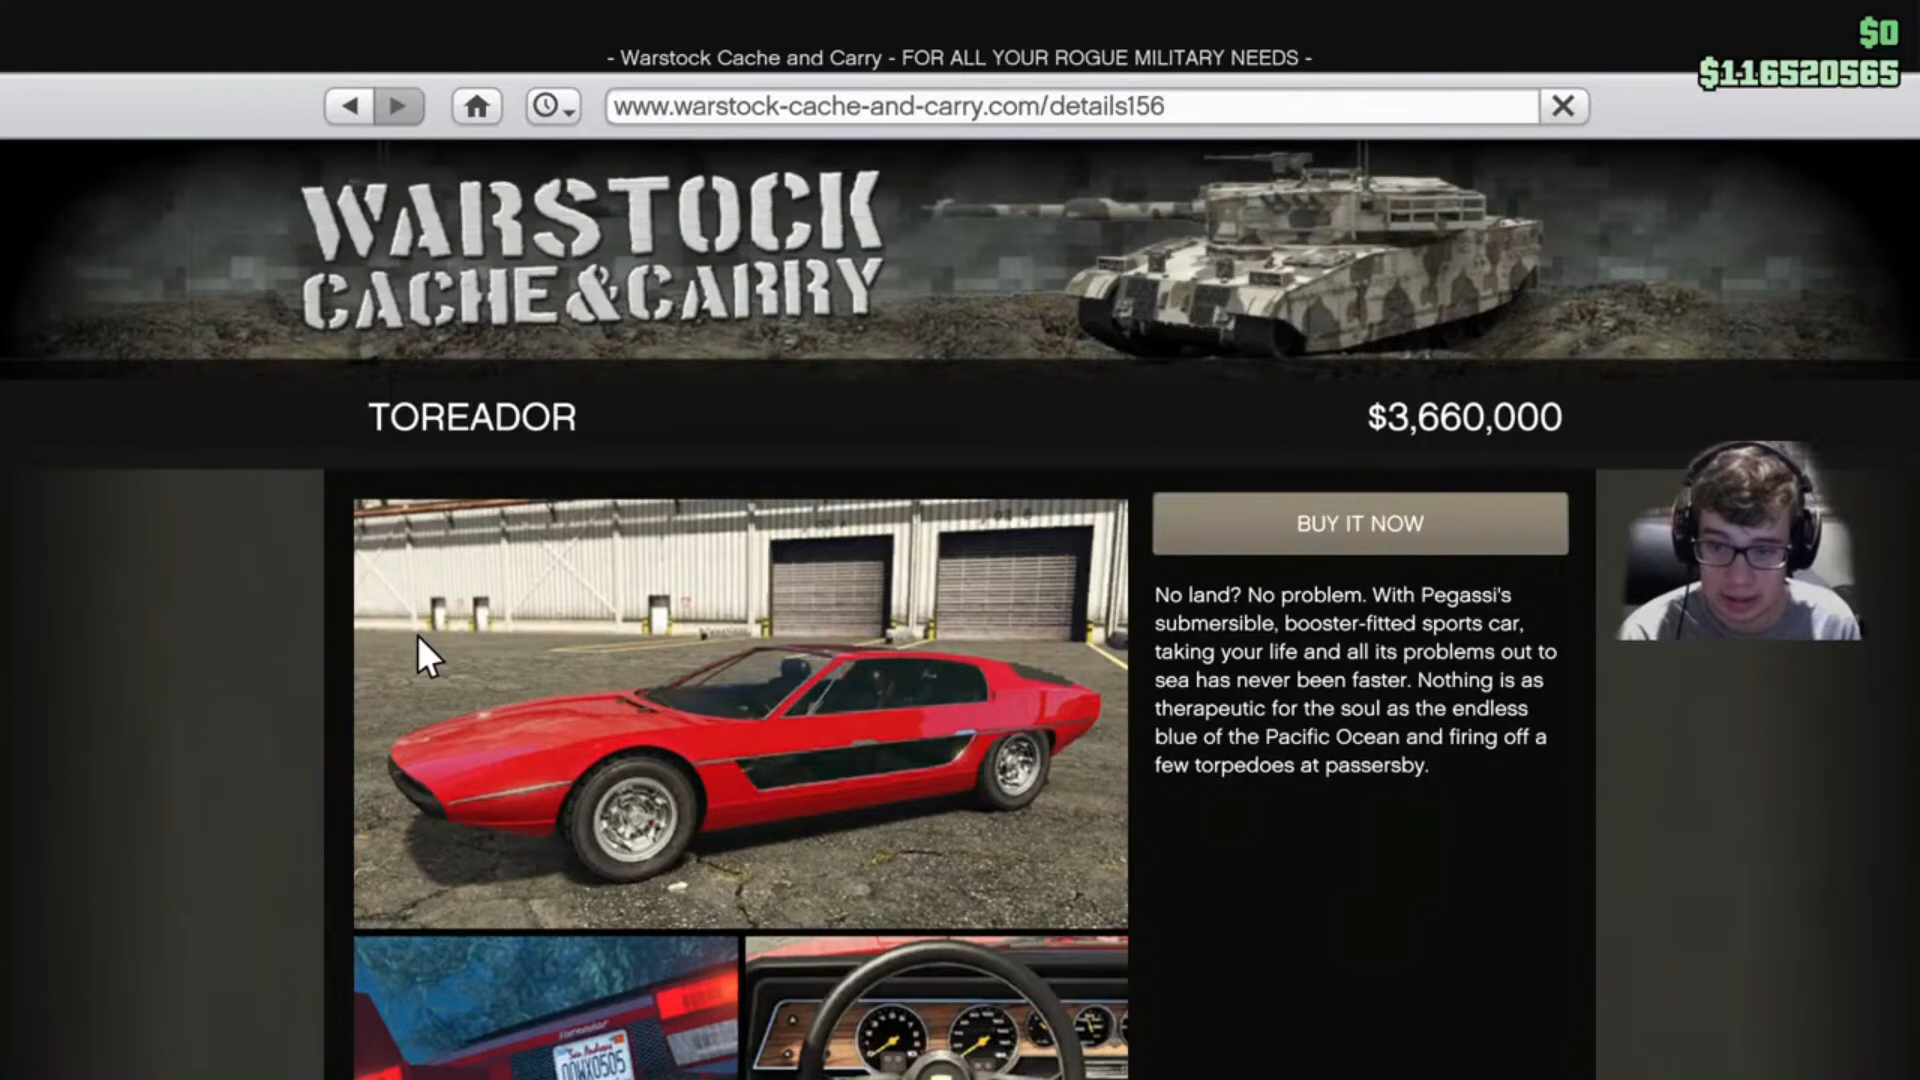 $0
- Warstock Cache and Carry - FOR ALL YOUR ROGUE MILITARY NEEDS -
$116520565
www.warstock-cache-and-carry.com/details156
WARSTOCK
CACHE&CARRY
TOREADOR
$3,660,000
BUY IT NOW
No land? No problem. With Pegassi's
submersible, booster-fitted sports car,
taking your life and all its problems out to
sea has never been faster. Nothing is as
therapeutic for the soul as the endless
blue of the Pacific Ocean and firing off a
few torpedoes at passersby.
Toreador
San Andreas